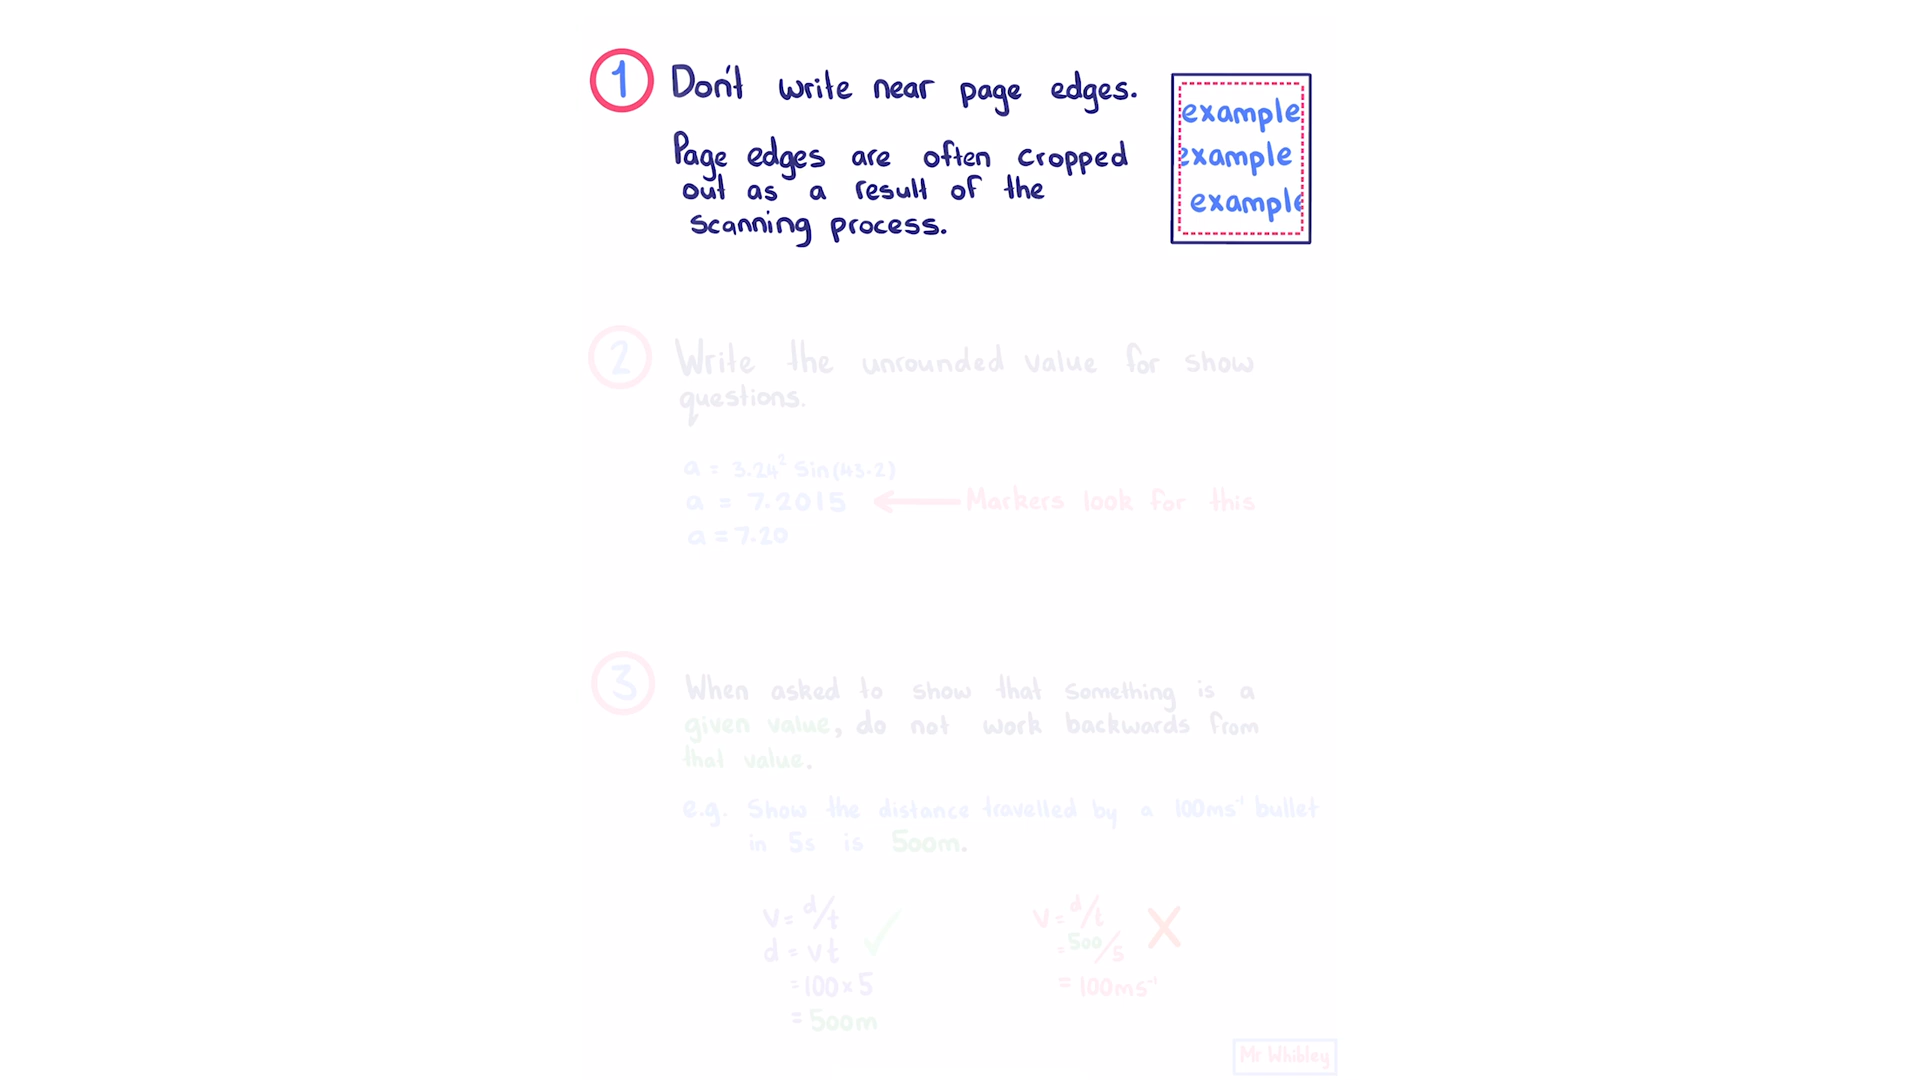 1 Don't write near page edges.
Page edges are often cropped
out as a result of the
scanning process.
example
example
example
2 Write the unrounded value for show
questions.
a = 3.24² sin(43.2)
a = 7.2015 ← Markers look for this
a = 7.20
3 When asked to show that something is a
given value, do not work backwards from
that value.
e.g. Show the distance travelled by a 100ms⁻¹ bullet
in 5s is 500m.
v = d/t ✓
d = vt
= 100 × 5
= 500m
v = d/t X
= 500/5
= 100ms⁻¹
Mr Whibley